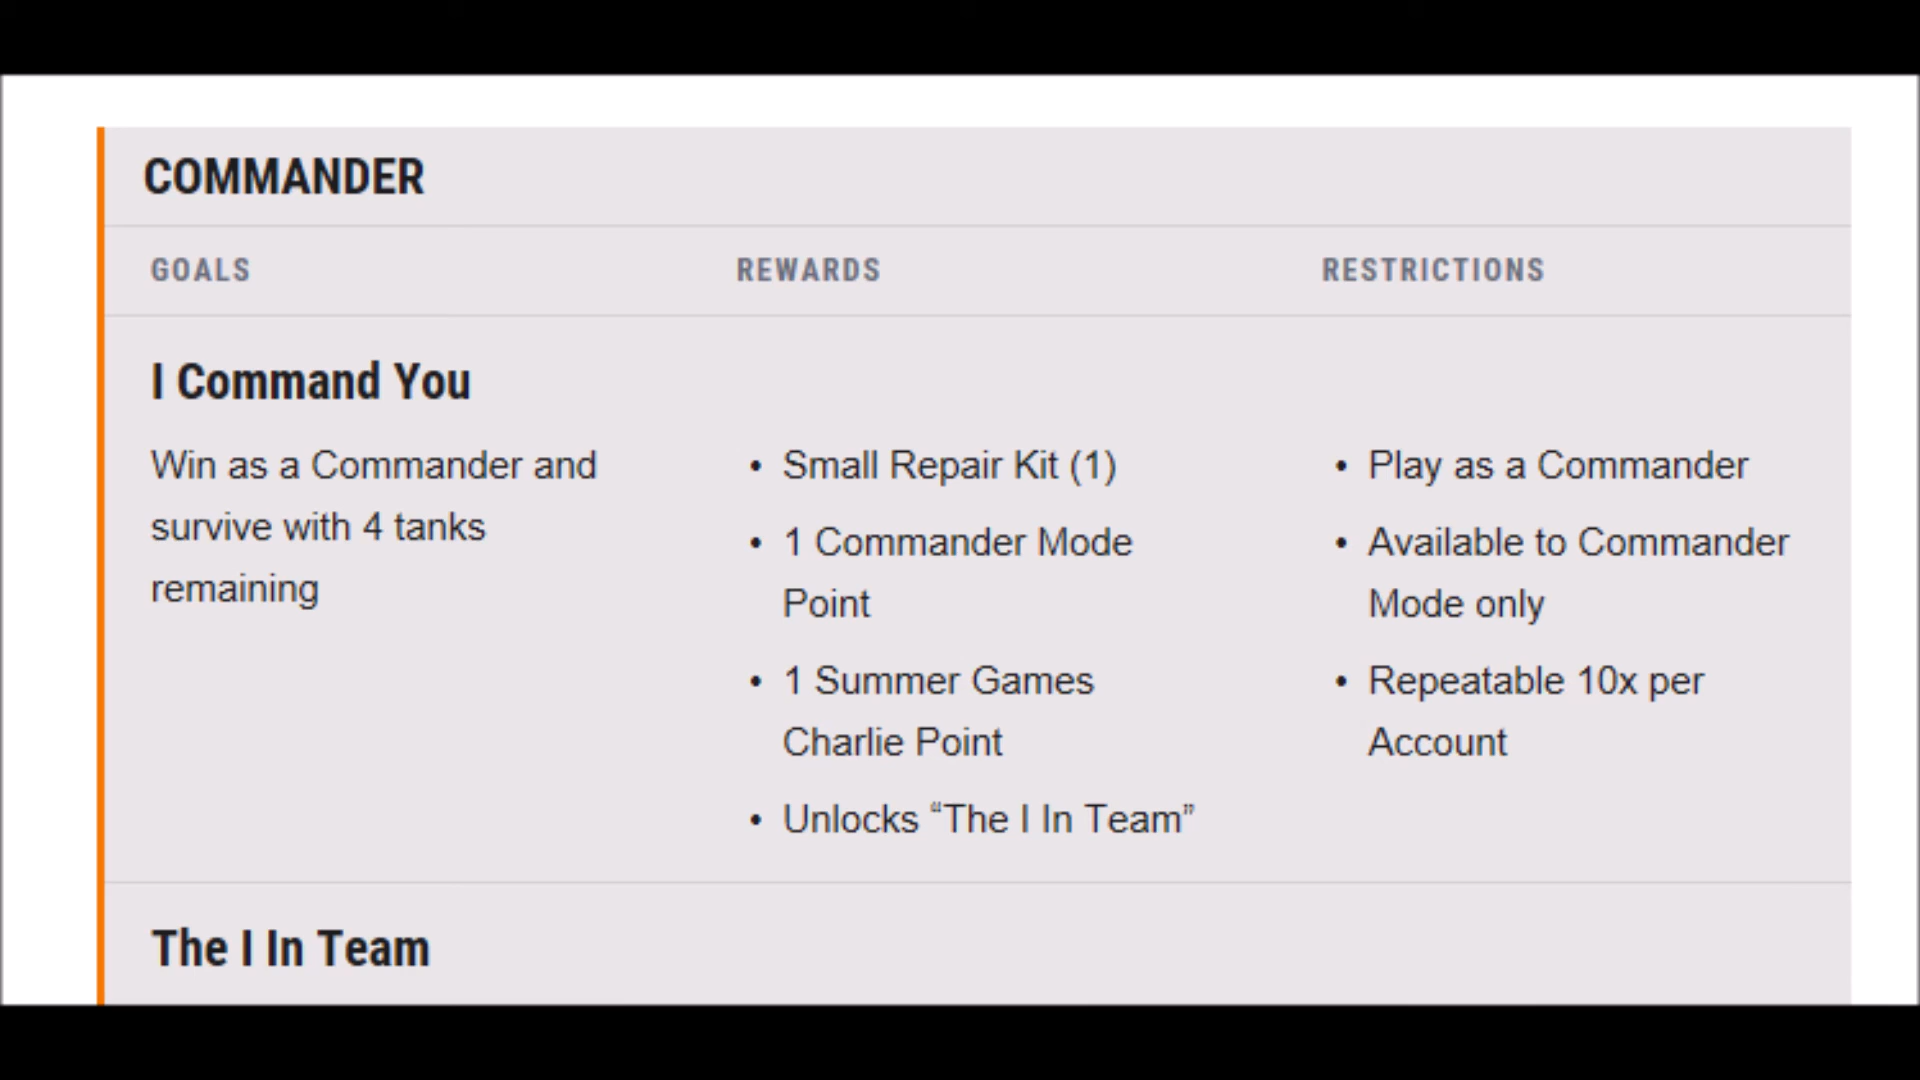 COMMANDER
GOALS
REWARDS
RESTRICTIONS
I Command You
Win as a Commander and
survive with 4 tanks
remaining
• Small Repair Kit (1)
• 1 Commander Mode
Point
• 1 Summer Games
Charlie Point
• Unlocks “The I In Team”
• Play as a Commander
• Available to Commander
Mode only
• Repeatable 10x per
Account
The I In Team